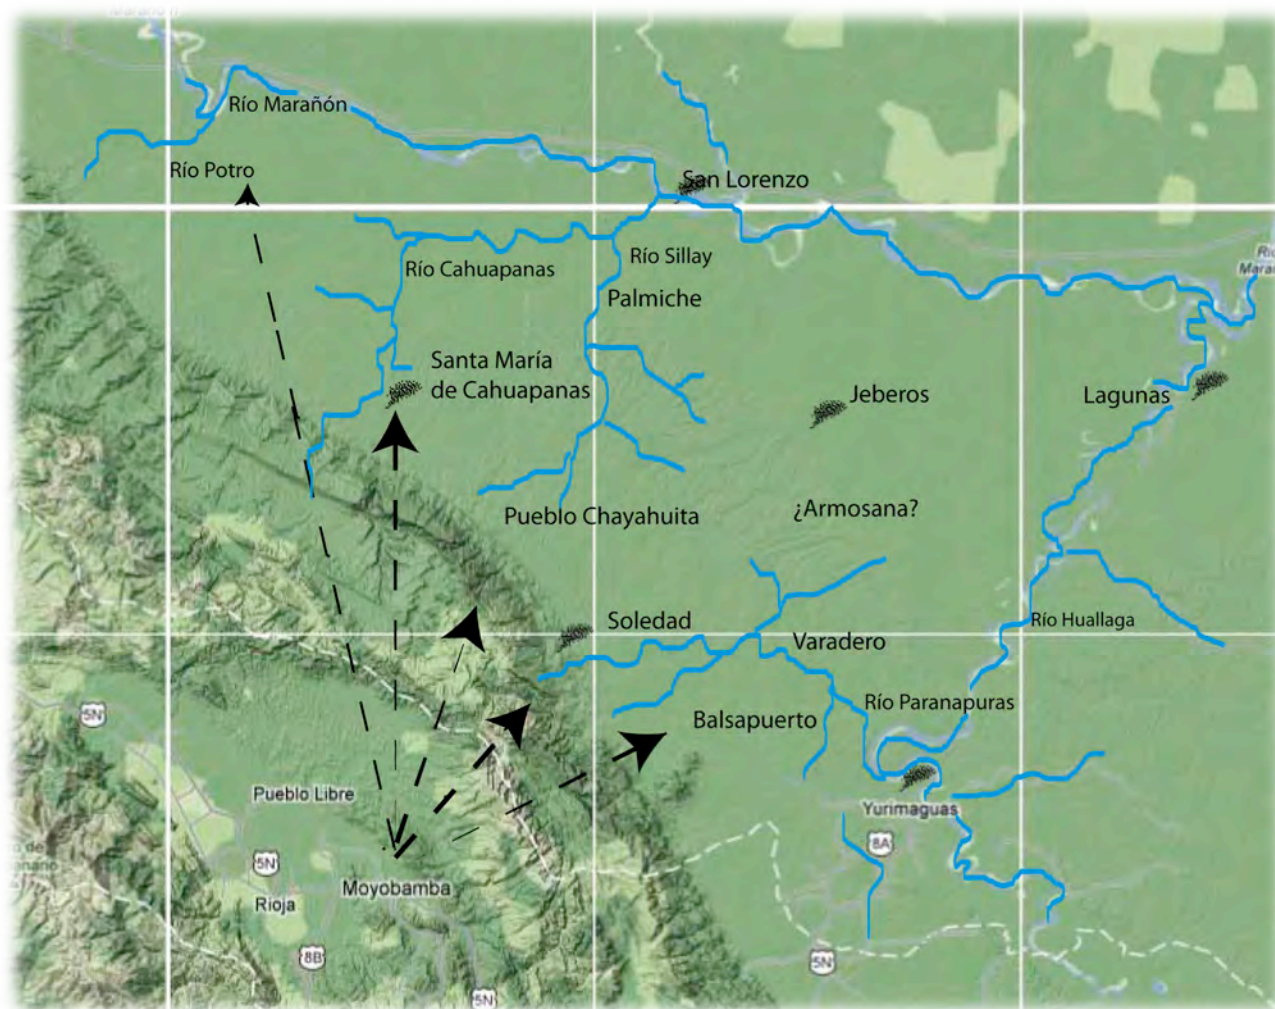 Río Marañón
Río Potro
San Lorenzo
Río Sillay
Río Cahuapanas
Palmiche
Santa María
de Cahuapanas
Jeberos
Lagunas
Pueblo Chayahuita
¿Armosana?
Soledad
Río Huallaga
Varadero
Río Paranapuras
Balsapuerto
5N
Pueblo Libre
Yurimaguas
8A
5N
Moyobamba
Rioja
8B
5N
5N